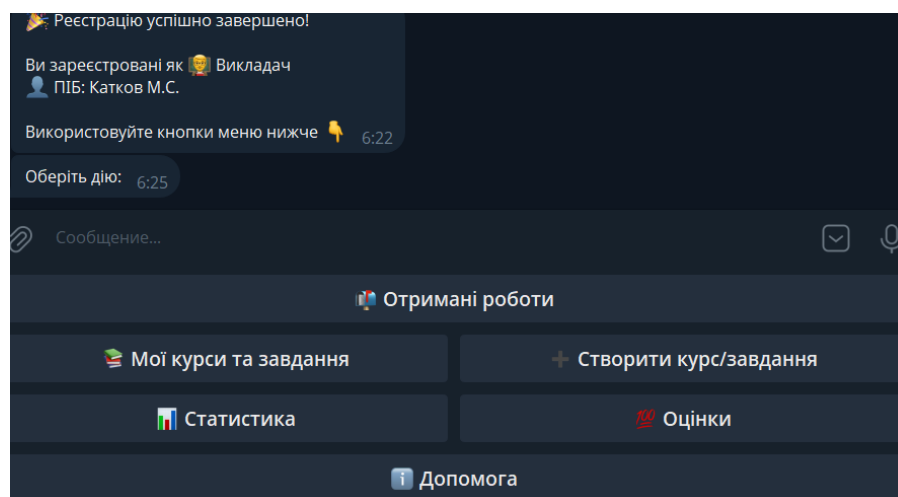 🎉 Реєстрацію успішно завершено!
Ви зареєстровані як 👨‍🏫 Викладач
👤 ПІБ: Катков М.С.
Використовуйте кнопки меню нижче 👇 6:22
Оберіть дію: 6:25
Сообщение...
📬 Отримані роботи
📚 Мої курси та завдання
➕ Створити курс/завдання
📊 Статистика
💯 Оцінки
ℹ️ Допомога